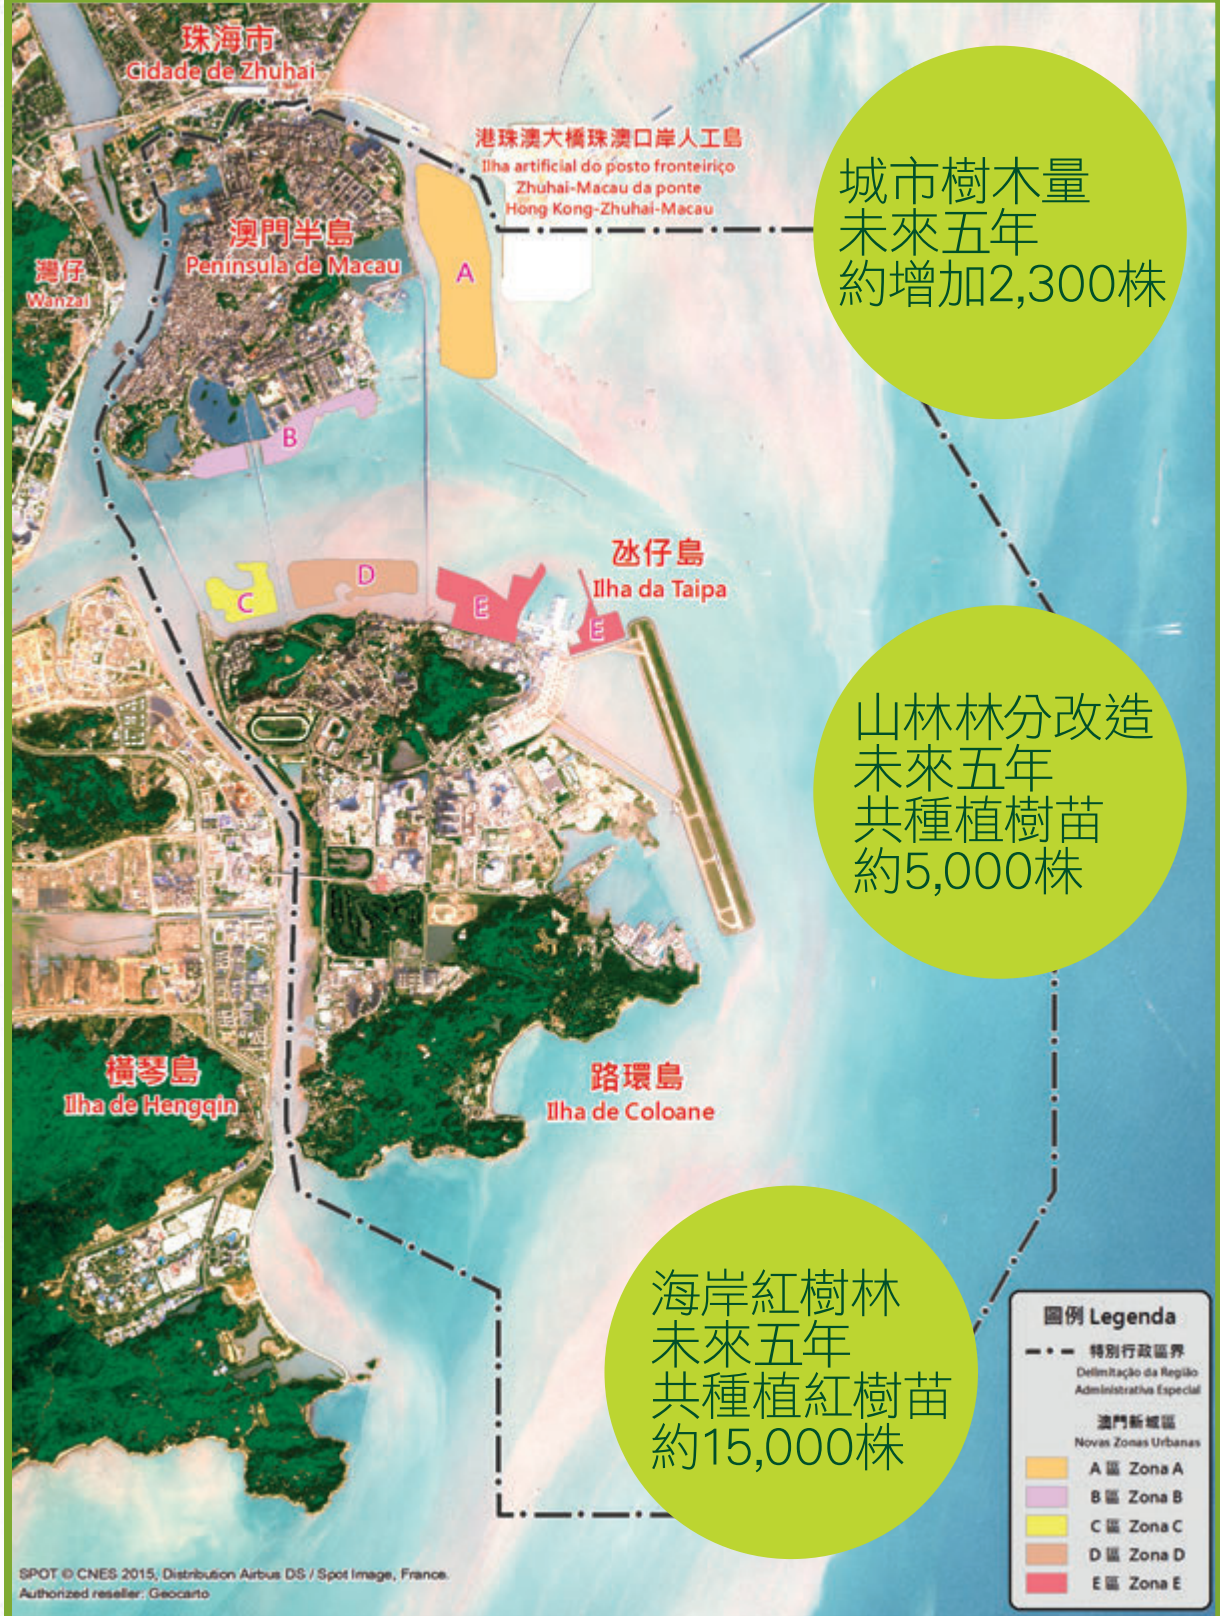 珠海市
Cidade de Zhuhai
港珠澳大橋珠澳口岸人工島
Ilha artificial do posto fronteiriço
Zhuhai-Macau da ponte
Hong Kong-Zhuhai-Macau
城市樹木量
未來五年
約增加2,300株
澳門半島
Península de Macau
灣仔
Wanzai
A
B
氹仔島
Ilha da Taipa
C
D
E
E
山林林分改造
未來五年
共種植樹苗
約5,000株
橫琴島
Ilha de Hengqin
路環島
Ilha de Coloane
海岸紅樹林
未來五年
共種植紅樹苗
約15,000株
圖例 Legenda
特別行政區界
Delimitação da Região
Administrativa Especial
澳門新城區
Novas Zonas Urbanas
A 區 Zona A
B 區 Zona B
C 區 Zona C
D 區 Zona D
E 區 Zona E
SPOT © CNES 2015, Distribution Airbus DS / Spot Image, France.
Authorized reseller: Geocarto